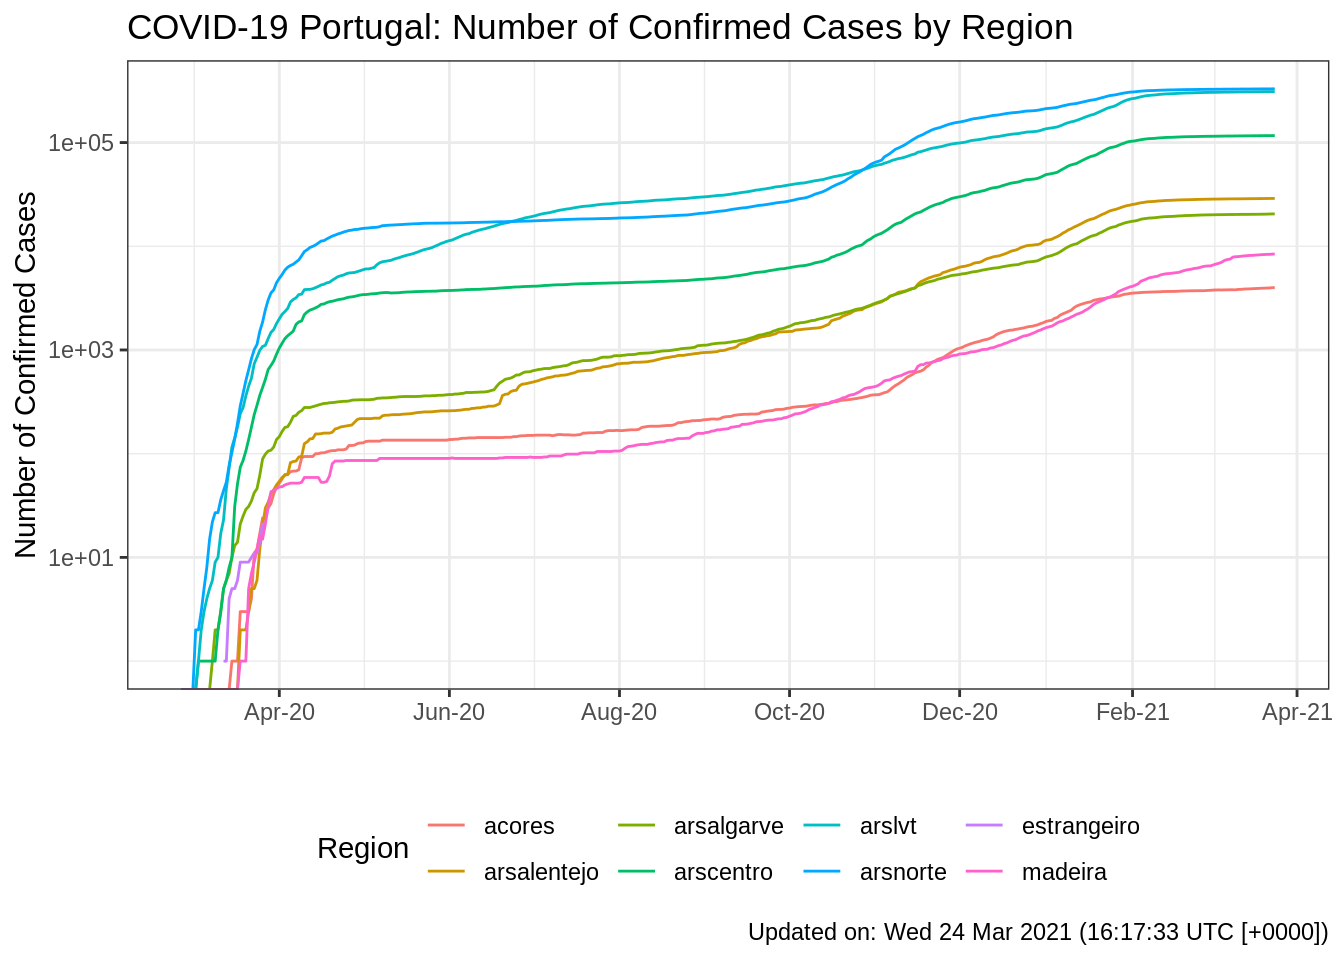 COVID-19 Portugal: Number of Confirmed Cases by Region
Number of Confirmed Cases
1e+05
1e+03
1e+01
Apr-20 Jun-20 Aug-20 Oct-20 Dec-20 Feb-21 Apr-21
Region
acores arsalgarve arslvt estrangeiro
arsalentejo arscentro arsnorte madeira
Updated on: Wed 24 Mar 2021 (16:17:33 UTC [+0000])